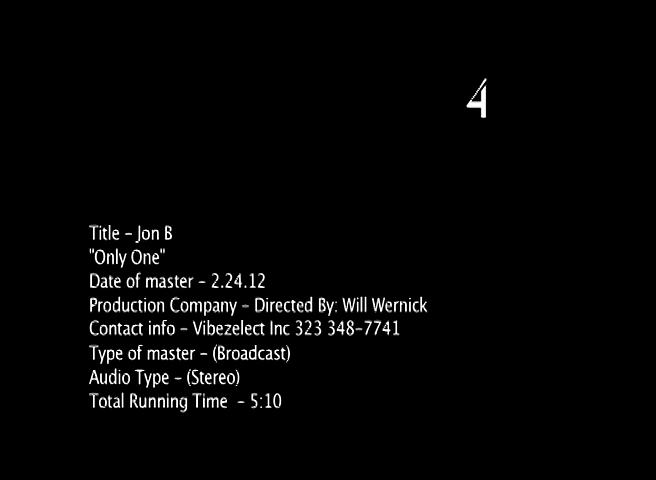 4
Title - Jon B
"Only One"
Date of master - 2.24.12
Production Company - Directed By: Will Wernick
Contact info - Vibezelect Inc 323 348-7741
Type of master - (Broadcast)
Audio Type - (Stereo)
Total Running Time - 5:10